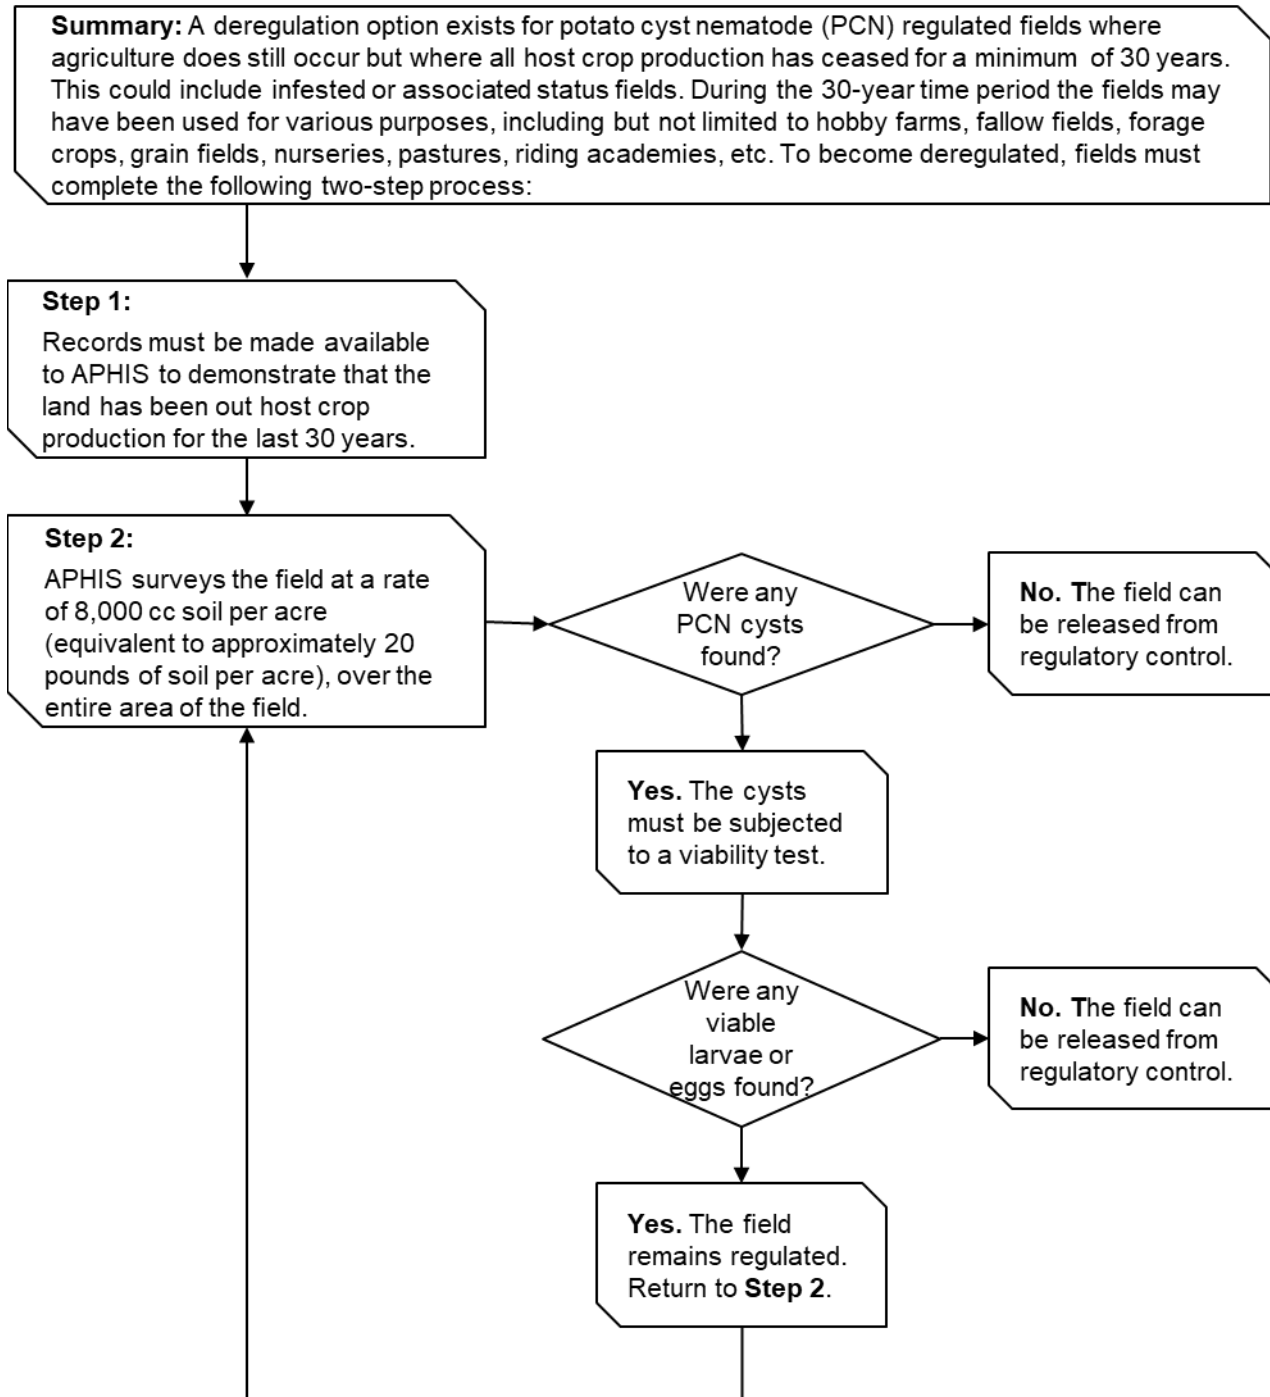 Summary: A deregulation option exists for potato cyst nematode (PCN) regulated fields where
agriculture does still occur but where all host crop production has ceased for a minimum of 30 years.
This could include infested or associated status fields. During the 30-year time period the fields may
have been used for various purposes, including but not limited to hobby farms, fallow fields, forage
crops, grain fields, nurseries, pastures, riding academies, etc. To become deregulated, fields must
complete the following two-step process:
Step 1:
Records must be made available
to APHIS to demonstrate that the
land has been out host crop
production for the last 30 years.
Step 2:
APHIS surveys the field at a rate
of 8,000 cc soil per acre
(equivalent to approximately 20
pounds of soil per acre), over the
entire area of the field.
Were any
PCN cysts
found?
No. The field can
be released from
regulatory control.
Yes. The cysts
must be subjected
to a viability test.
Were any
viable
larvae or
eggs found?
No. The field can
be released from
regulatory control.
Yes. The field
remains regulated.
Return to Step 2.